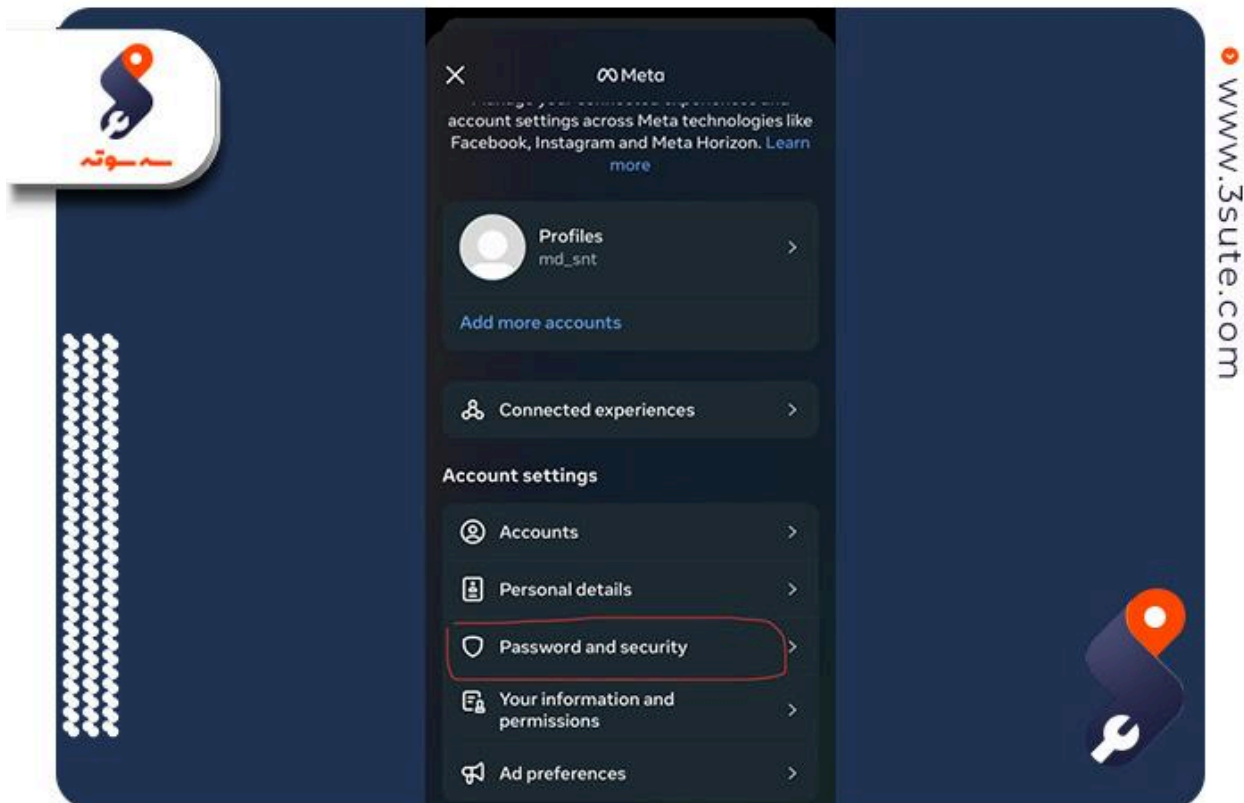 سه سوته
Meta
account settings across Meta technologies like
Facebook, Instagram and Meta Horizon. Learn
more
Profiles
md_snt
Add more accounts
Connected experiences
Account settings
Accounts
Personal details
Password and security
Your information and
permissions
Ad preferences
www.3sute.com